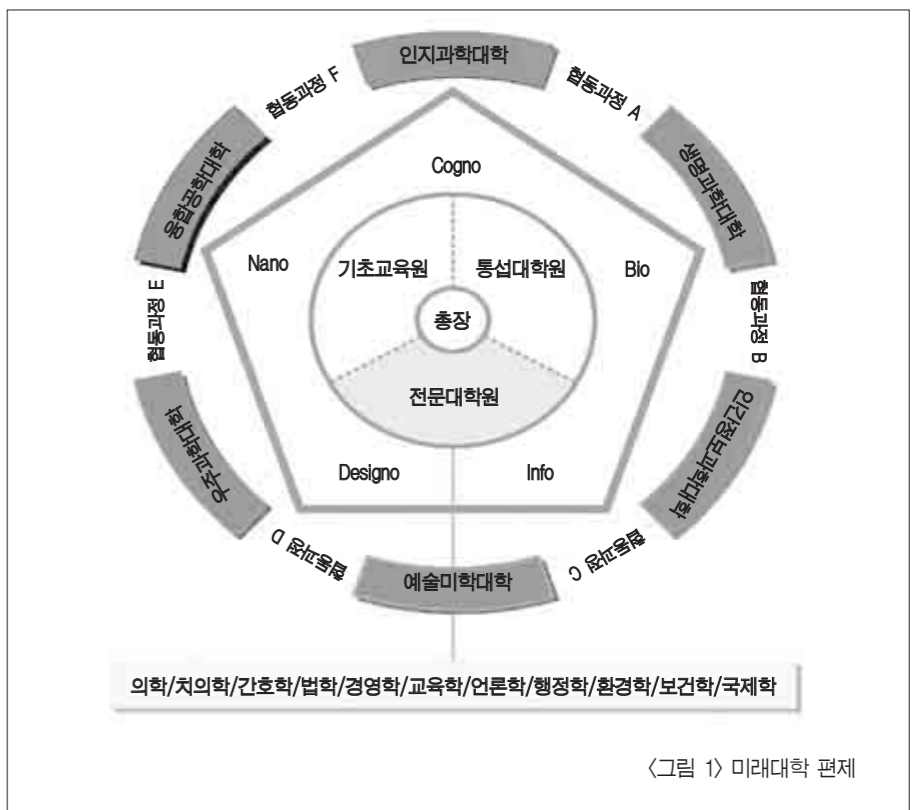 인지과학대학
협동과정 A
생명과학대학
협동과정 B
인간정보과학대학
협동과정 C
예술미학대학
협동과정 D
우주과학대학
협동과정 E
융합공학대학
협동과정 F
Cogno
Bio
Info
Designo
Nano
기초교육원
통섭대학원
총장
전문대학원
의학/치의학/간호학/법학/경영학/교육학/언론학/행정학/환경학/보건학/국제학
〈그림 1〉 미래대학 편제